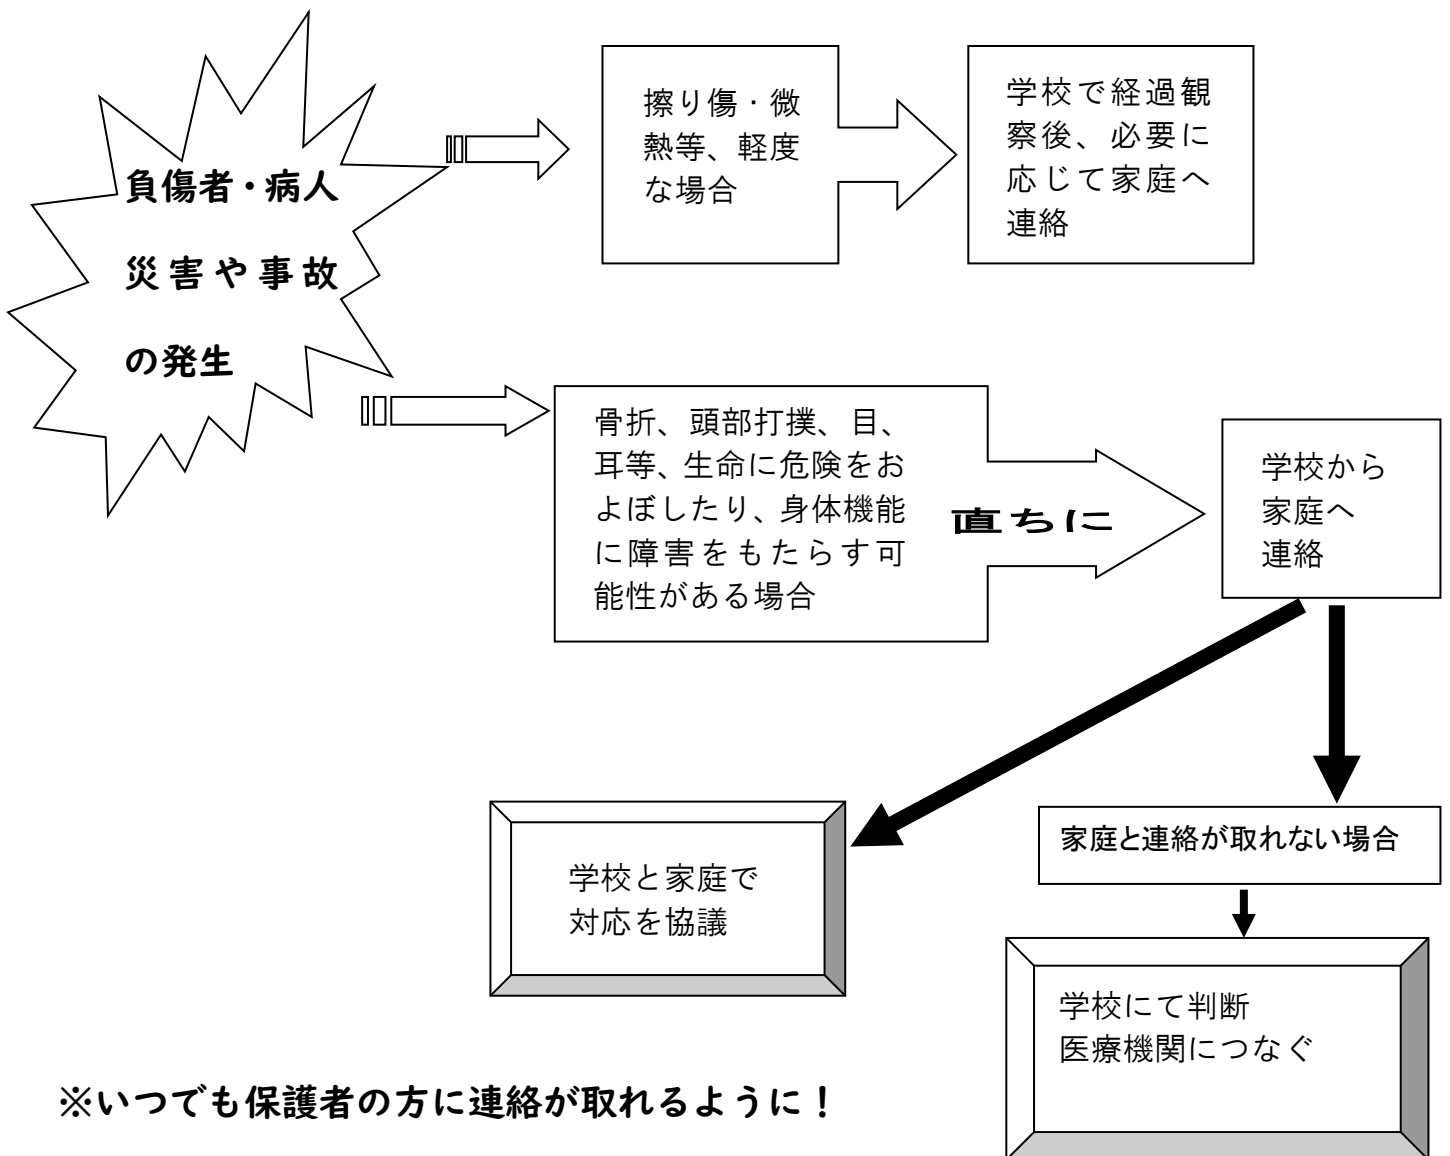 負傷者・病人
災害や事故
の発生
擦り傷・微
熱等、軽度
な場合
学校で経過観
察後、必要に
応じて家庭へ
連絡
骨折、頭部打撲、目、
耳等、生命に危険をお
よぼしたり、身体機能
に障害をもたらす可
能性がある場合
直ちに
学校から
家庭へ
連絡
学校と家庭で
対応を協議
家庭と連絡が取れない場合
学校にて判断
医療機関につなぐ
※いつでも保護者の方に連絡が取れるように！